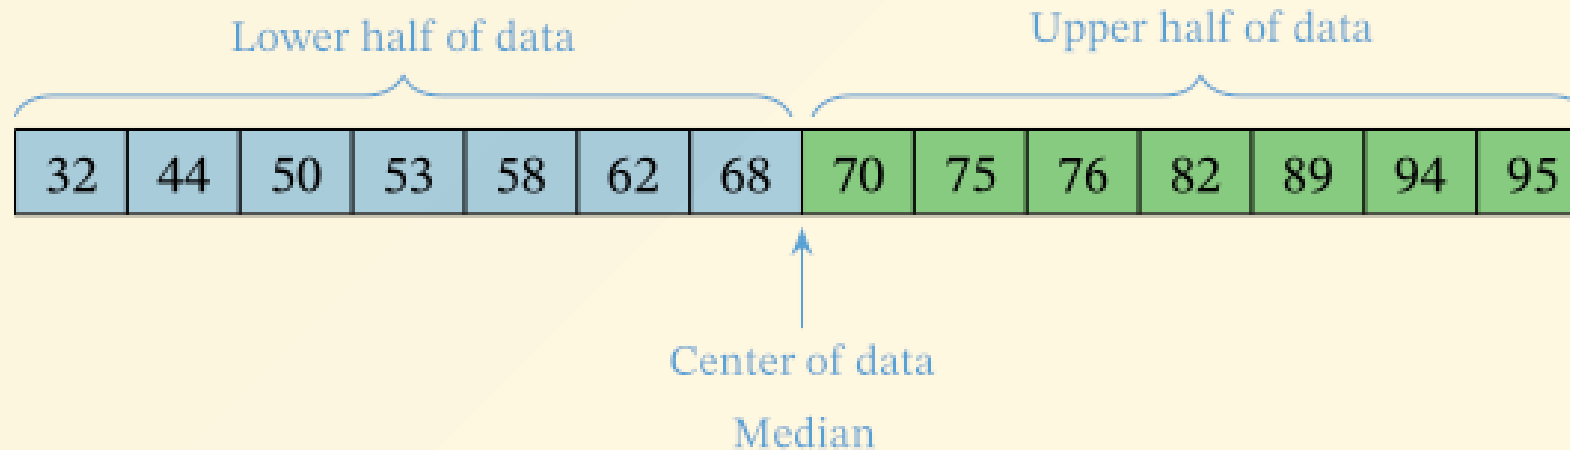 Lower half of data
Upper half of data
32 44 50 53 58 62 68 70 75 76 82 89 94 95
Center of data
Median